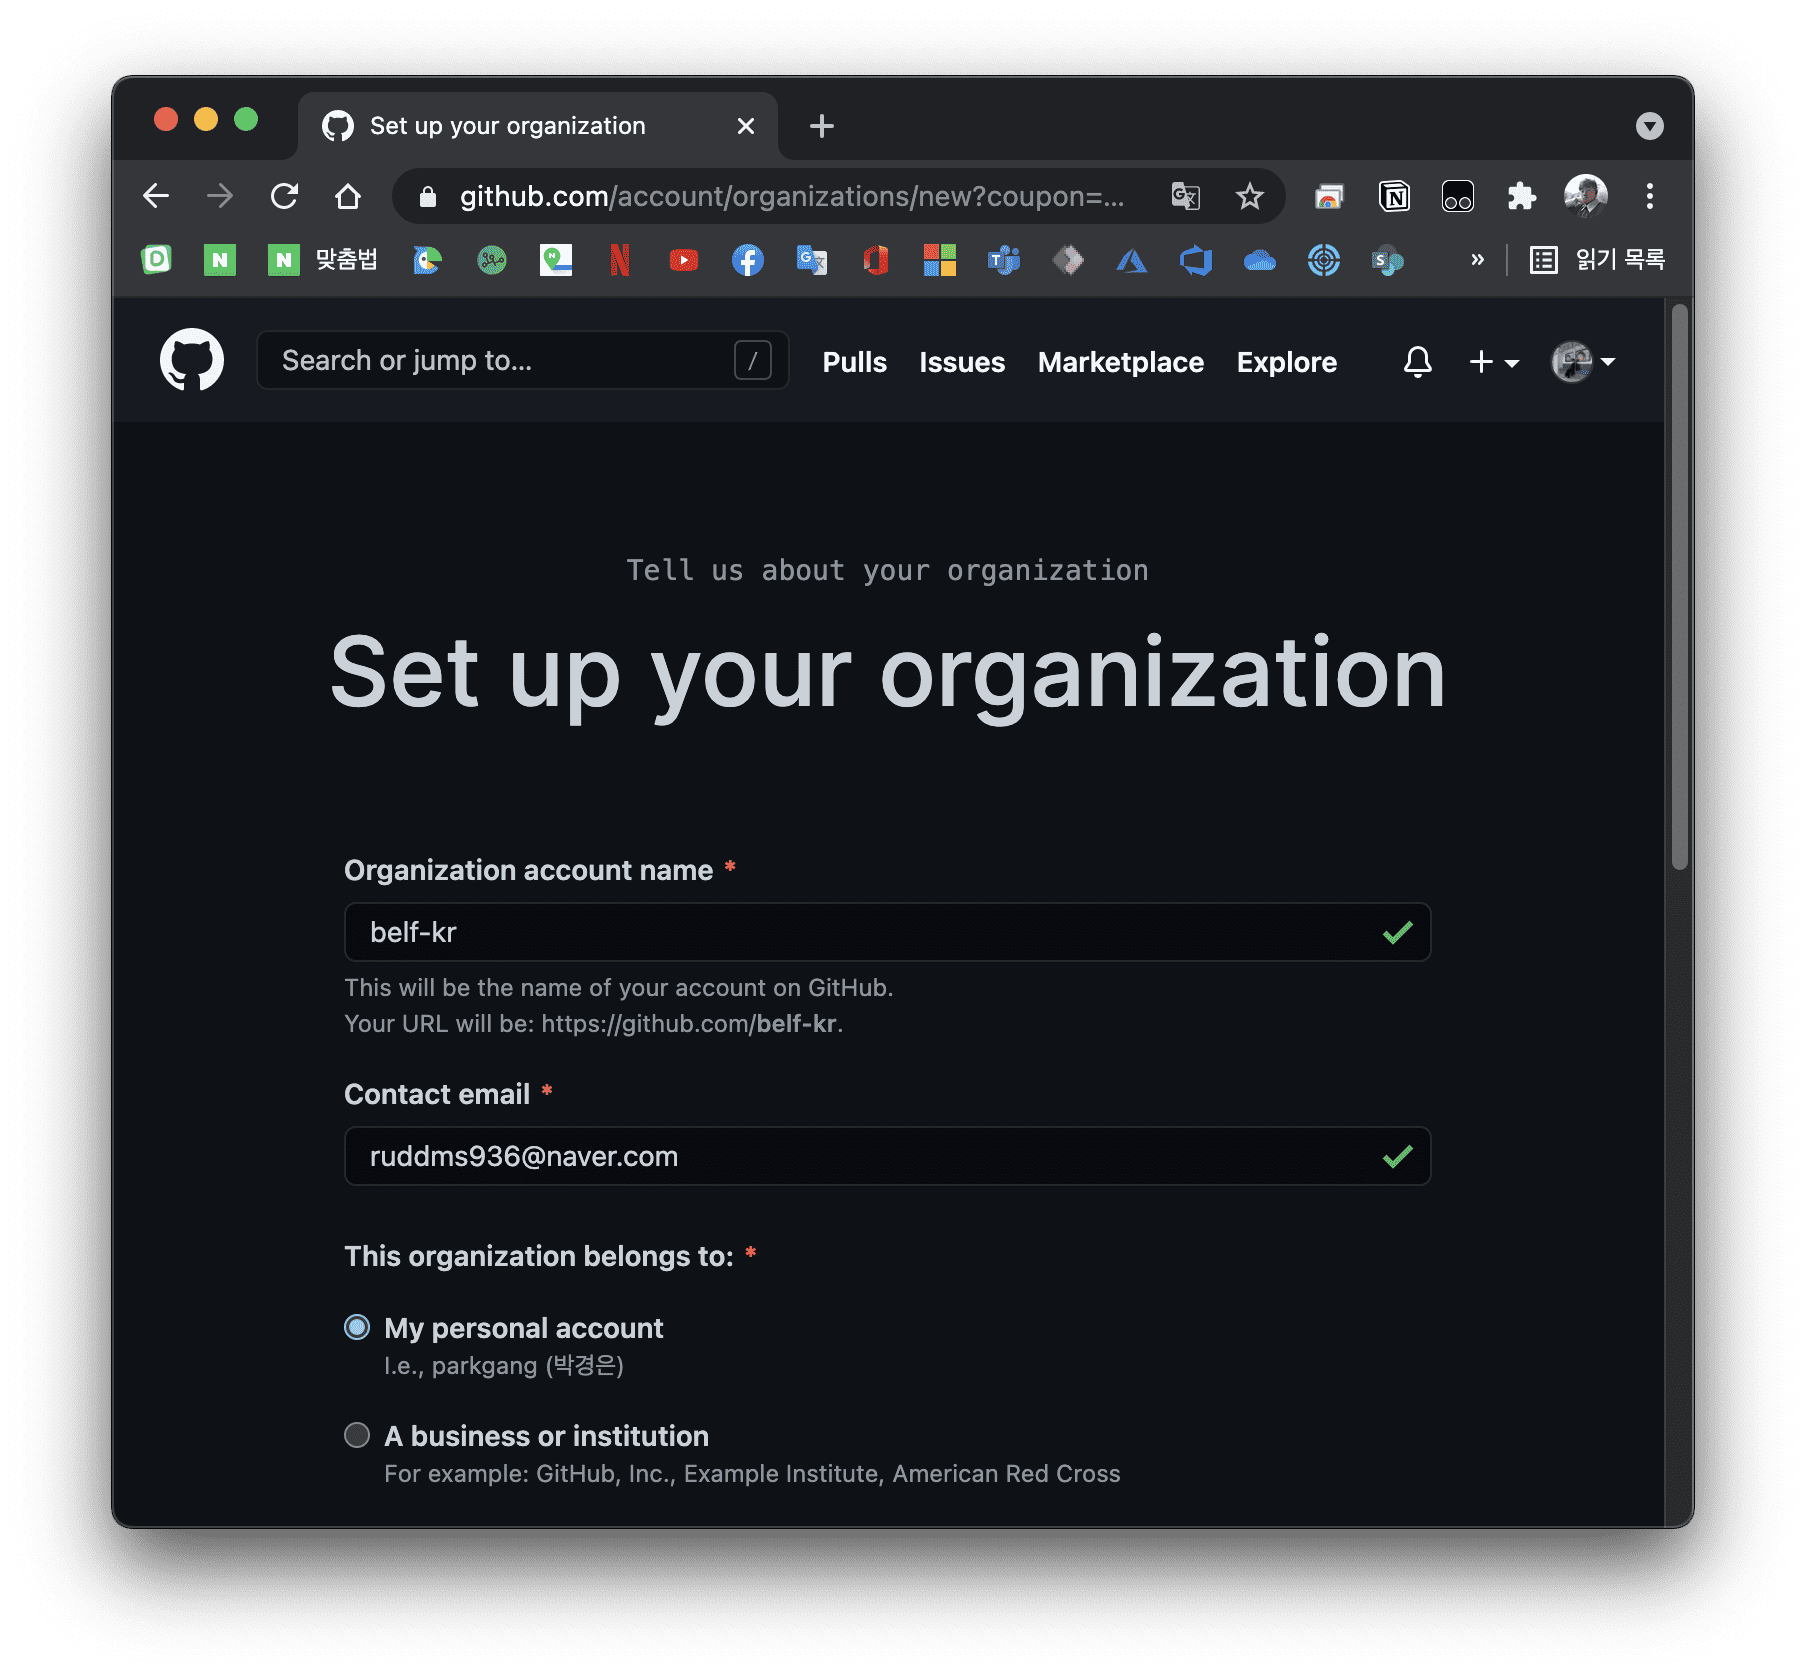 Set up your organization
github.com/account/organizations/new?coupon=...
맞춤법
읽기 목록
Search or jump to...
/
Pulls Issues Marketplace Explore
Tell us about your organization
Set up your organization
Organization account name *
belf-kr
This will be the name of your account on GitHub.
Your URL will be: https://github.com/belf-kr.
Contact email *
ruddms936@naver.com
This organization belongs to: *
My personal account
I.e., parkgang (박경은)
A business or institution
For example: GitHub, Inc., Example Institute, American Red Cross